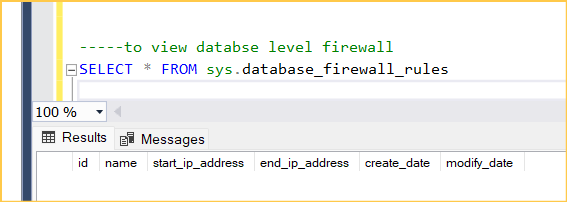 -----to view databse level firewall
SELECT * FROM sys.database_firewall_rules
100 %
Results Messages
id name start_ip_address end_ip_address create_date modify_date